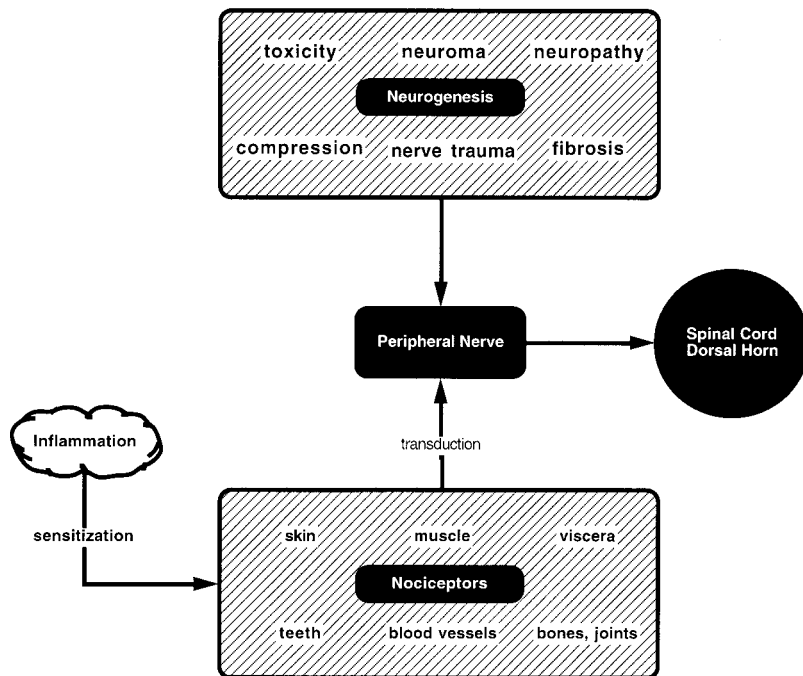 toxicity neuroma neuropathy
Neurogenesis
compression nerve trauma fibrosis
Peripheral Nerve
Spinal Cord
Dorsal Horn
transduction
Inflammation
sensitization
skin muscle viscera
Nociceptors
teeth blood vessels bones, joints